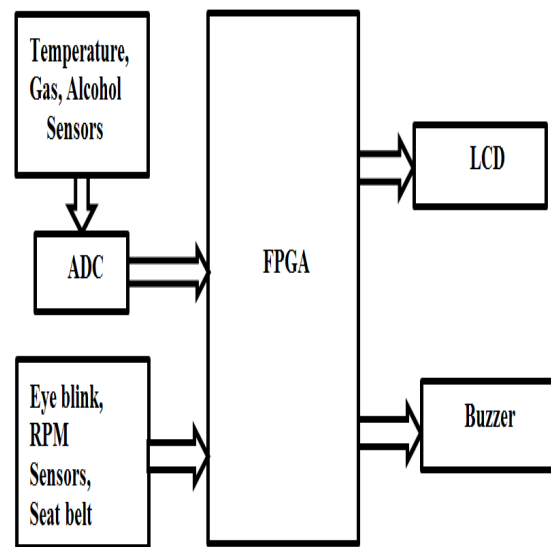 Temperature,
Gas, Alcohol
Sensors
ADC
Eye blink,
RPM
Sensors,
Seat belt
FPGA
LCD
Buzzer